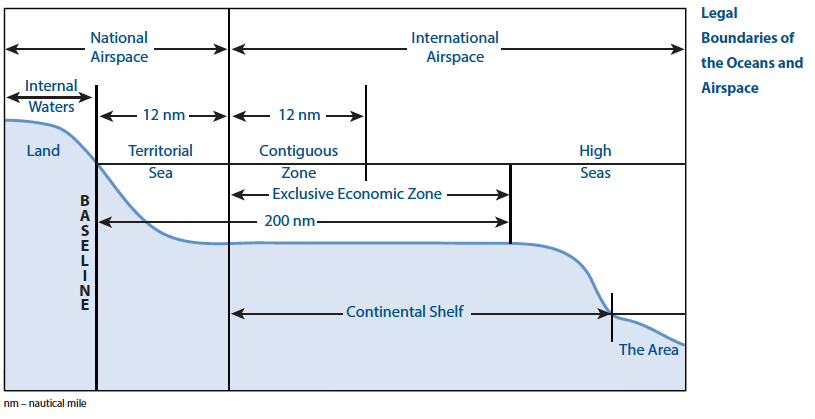 Legal
Boundaries of
the Oceans and
Airspace
National
Airspace
International
Airspace
Internal
Waters
12 nm
12 nm
Land
Territorial
Sea
Contiguous
Zone
High
Seas
BASELINE
Exclusive Economic Zone
200 nm
Continental Shelf
The Area
nm – nautical mile